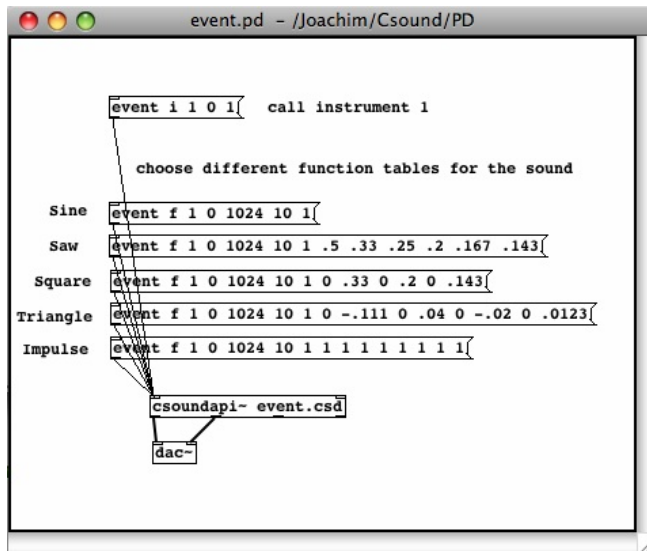 event.pd - /Joachim/Csound/PD
event i 1 0 1 call instrument 1
choose different function tables for the sound
Sine event f 1 0 1024 10 1
Saw event f 1 0 1024 10 1 .5 .33 .25 .2 .167 .143
Square event f 1 0 1024 10 1 0 .33 0 .2 0 .143
Triangle event f 1 0 1024 10 1 0 -.111 0 .04 0 -.02 0 .0123
Impulse event f 1 0 1024 10 1 1 1 1 1 1 1 1 1
csoundapi~ event.csd
dac~